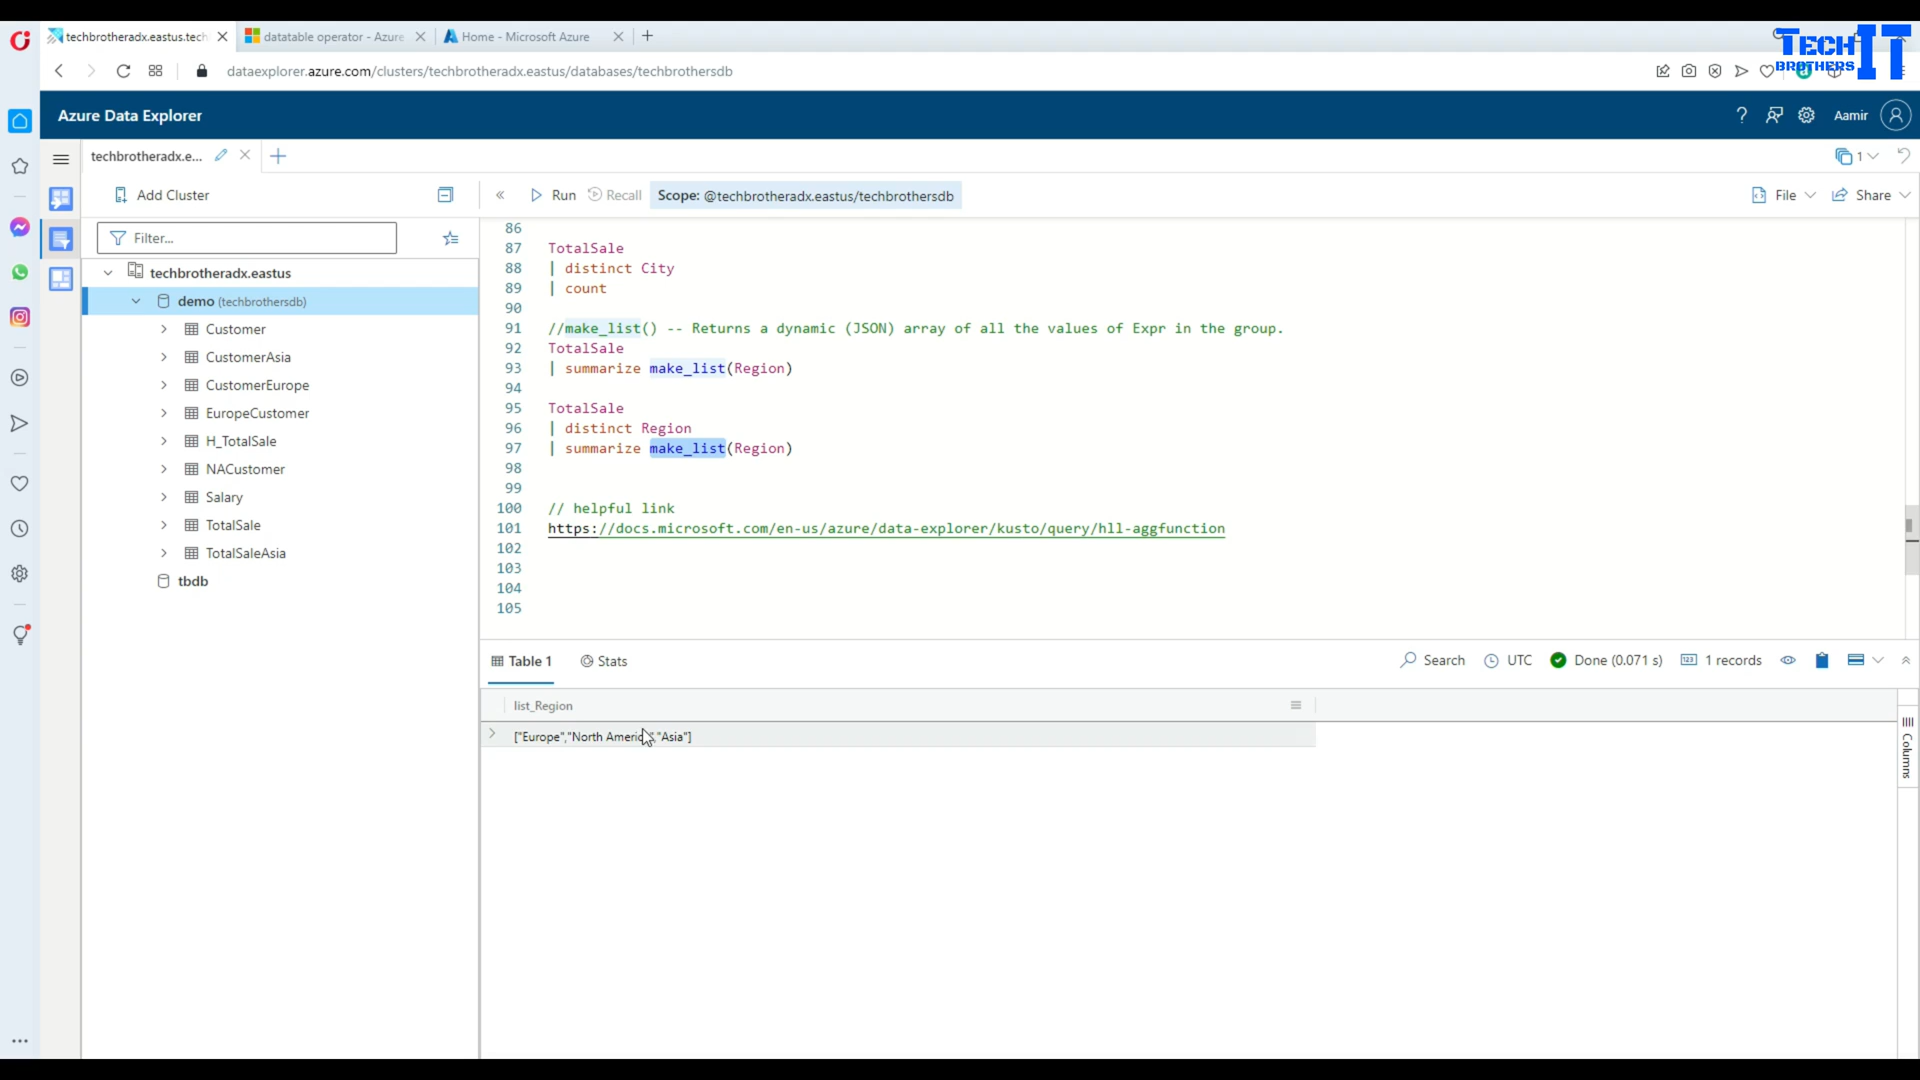 techbrotheradx.eastus.tech
datatable operator - Azure
Home - Microsoft Azure
TECH BROTHERS IT
dataexplorer.azure.com/clusters/techbrotheradx.eastus/databases/techbrothersdb
Azure Data Explorer
Aamir
techbrotheradx.e...
1
Add Cluster
Run
Recall
Scope: @techbrotheradx.eastus/techbrothersdb
File
Share
Filter...
techbrotheradx.eastus
demo (techbrothersdb)
Customer
CustomerAsia
CustomerEurope
EuropeCustomer
H_TotalSale
NACustomer
Salary
TotalSale
TotalSaleAsia
tbdb
86
87 TotalSale
88 | distinct City
89 | count
90
91 //make_list() -- Returns a dynamic (JSON) array of all the values of Expr in the group.
92 TotalSale
93 | summarize make_list(Region)
94
95 TotalSale
96 | distinct Region
97 | summarize make_list(Region)
98
99
100 // helpful link
101 https://docs.microsoft.com/en-us/azure/data-explorer/kusto/query/hll-aggfunction
102
103
104
105
Table 1
Stats
Search
UTC
Done (0.071 s)
1 records
list_Region
["Europe","North America","Asia"]
Columns